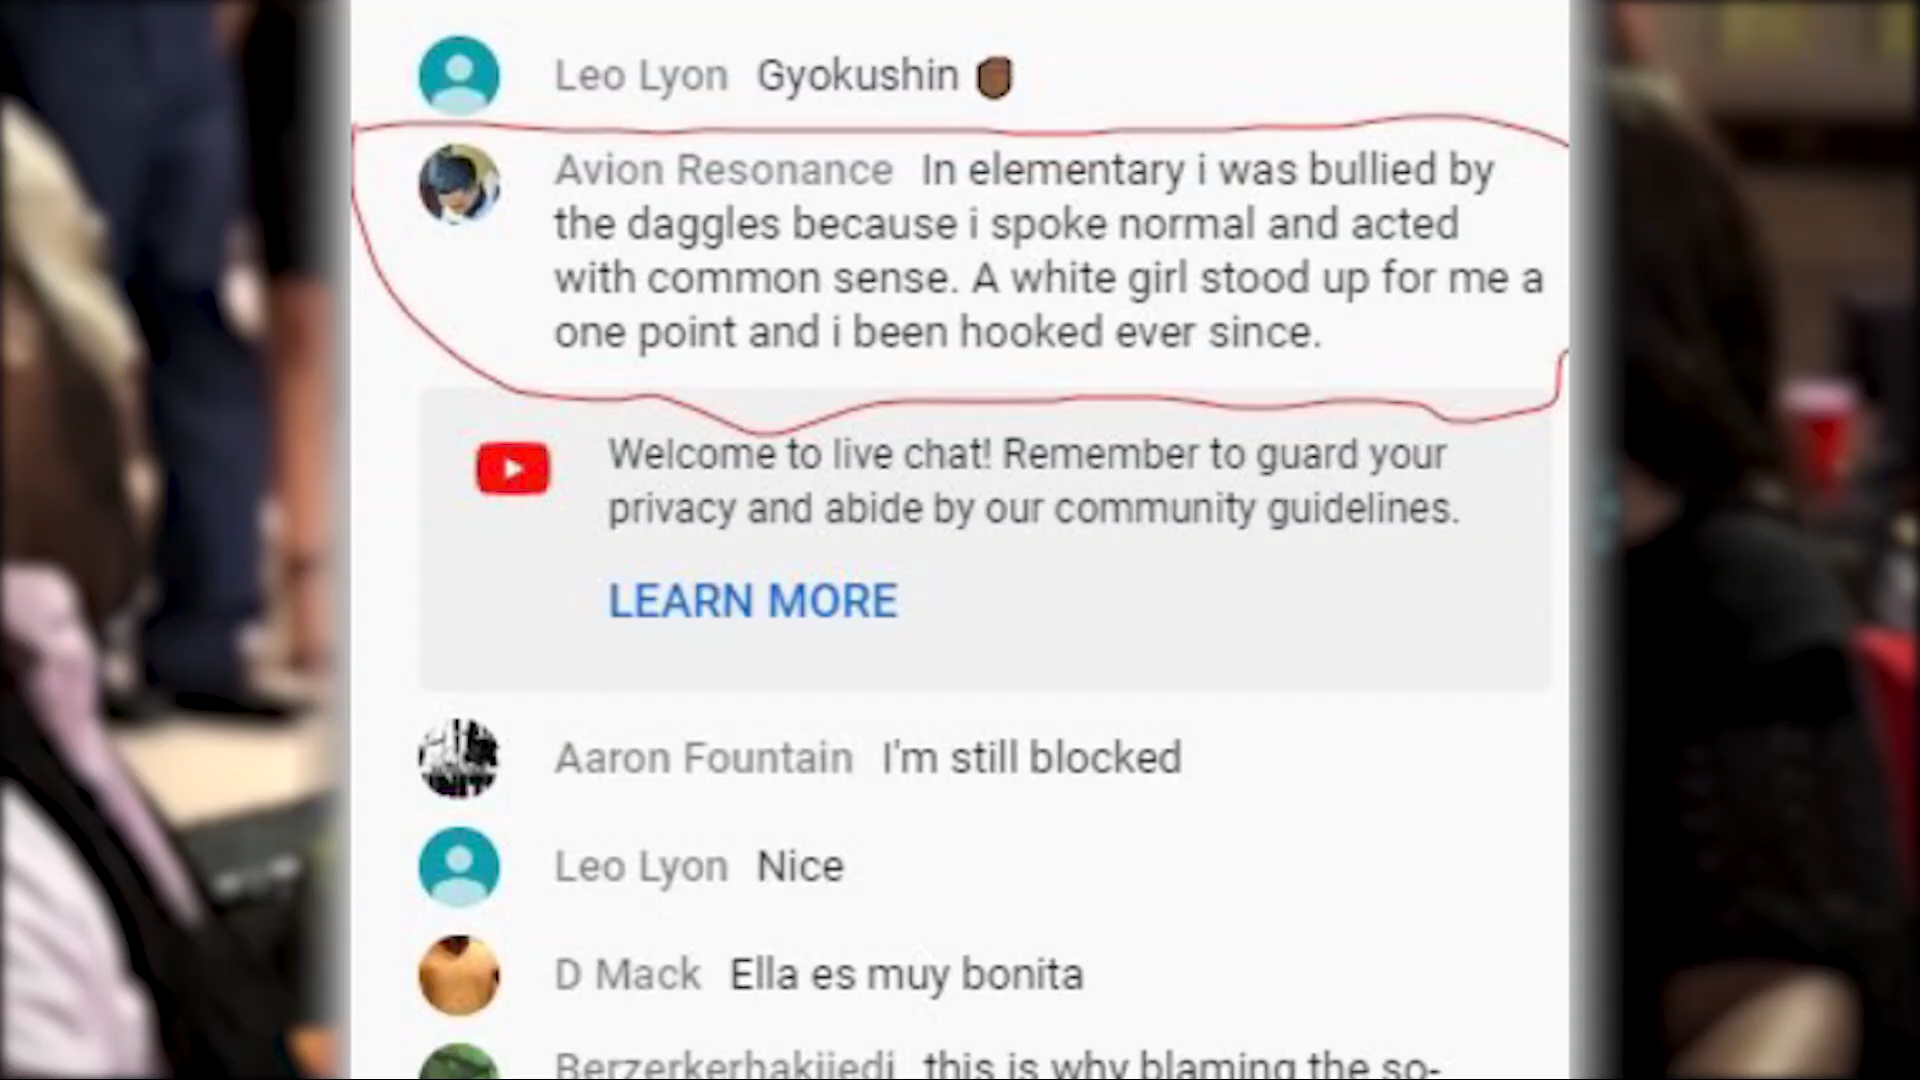 Leo Lyon Gyokushin
Avion Resonance In elementary i was bullied by
the daggles because i spoke normal and acted
with common sense. A white girl stood up for me a
one point and i been hooked ever since.
Welcome to live chat! Remember to guard your
privacy and abide by our community guidelines.
LEARN MORE
Aaron Fountain I'm still blocked
Leo Lyon Nice
D Mack Ella es muy bonita
Berzerkerhakijedi this is why blaming the so-